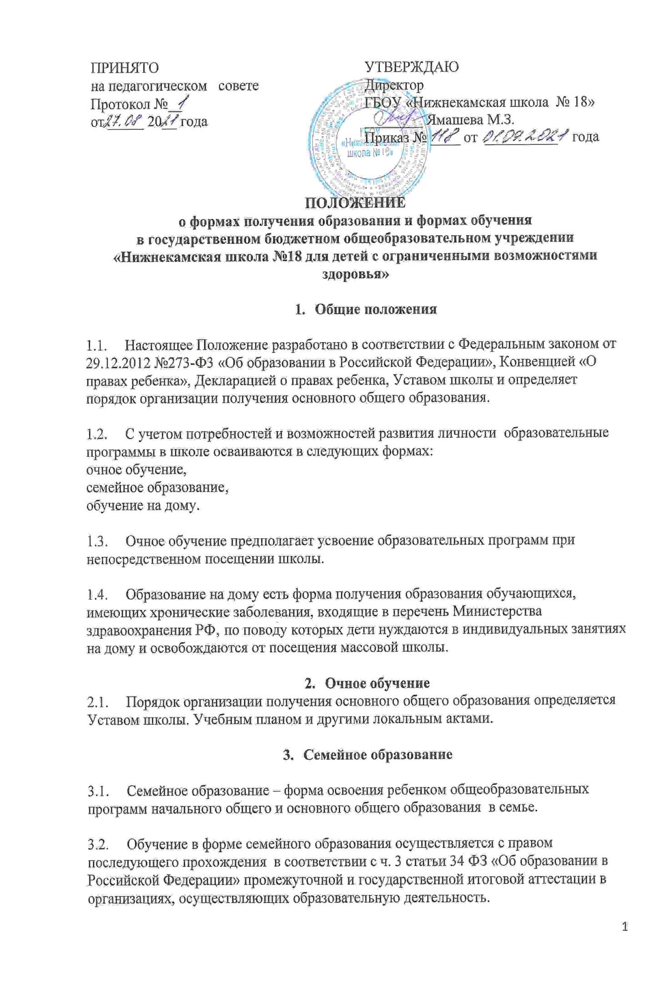 ПРИНЯТО
на педагогическом совете
Протокол № 1
от 27.08 2021 года
УТВЕРЖДАЮ
Директор
ГБОУ «Нижнекамская школа № 18»
Ямашева М.З.
Приказ № 118 от 01.09.2021 года
ГБОУ
«Нижнекамская
школа № 18»
ПОЛОЖЕНИЕ
о формах получения образования и формах обучения
в государственном бюджетном общеобразовательном учреждении
«Нижнекамская школа №18 для детей с ограниченными возможностями
здоровья»
1. Общие положения
1.1. Настоящее Положение разработано в соответствии с Федеральным законом от
29.12.2012 №273-ФЗ «Об образовании в Российской Федерации», Конвенцией «О
правах ребенка», Декларацией о правах ребенка, Уставом школы и определяет
порядок организации получения основного общего образования.
1.2. С учетом потребностей и возможностей развития личности образовательные
программы в школе осваиваются в следующих формах:
очное обучение,
семейное образование,
обучение на дому.
1.3. Очное обучение предполагает усвоение образовательных программ при
непосредственном посещении школы.
1.4. Образование на дому есть форма получения образования обучающихся,
имеющих хронические заболевания, входящие в перечень Министерства
здравоохранения РФ, по поводу которых дети нуждаются в индивидуальных занятиях
на дому и освобождаются от посещения массовой школы.
2. Очное обучение
2.1. Порядок организации получения основного общего образования определяется
Уставом школы. Учебным планом и другими локальным актами.
3. Семейное образование
3.1. Семейное образование – форма освоения ребенком общеобразовательных
программ начального общего и основного общего образования в семье.
3.2. Обучение в форме семейного образования осуществляется с правом
последующего прохождения в соответствии с ч. 3 статьи 34 ФЗ «Об образовании в
Российской Федерации» промежуточной и государственной итоговой аттестации в
организациях, осуществляющих образовательную деятельность.
1